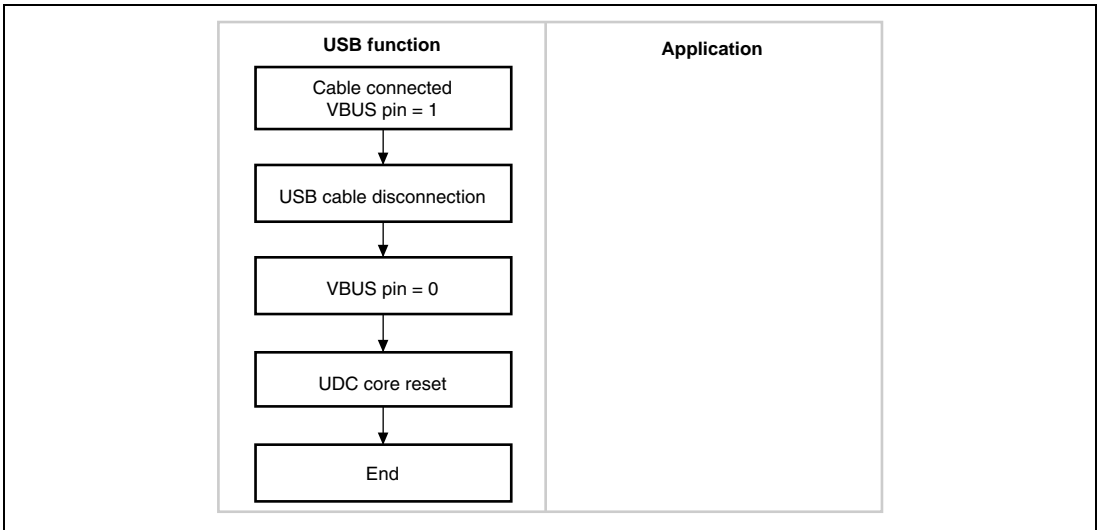 USB function
Application
Cable connected
VBUS pin = 1
USB cable disconnection
VBUS pin = 0
UDC core reset
End